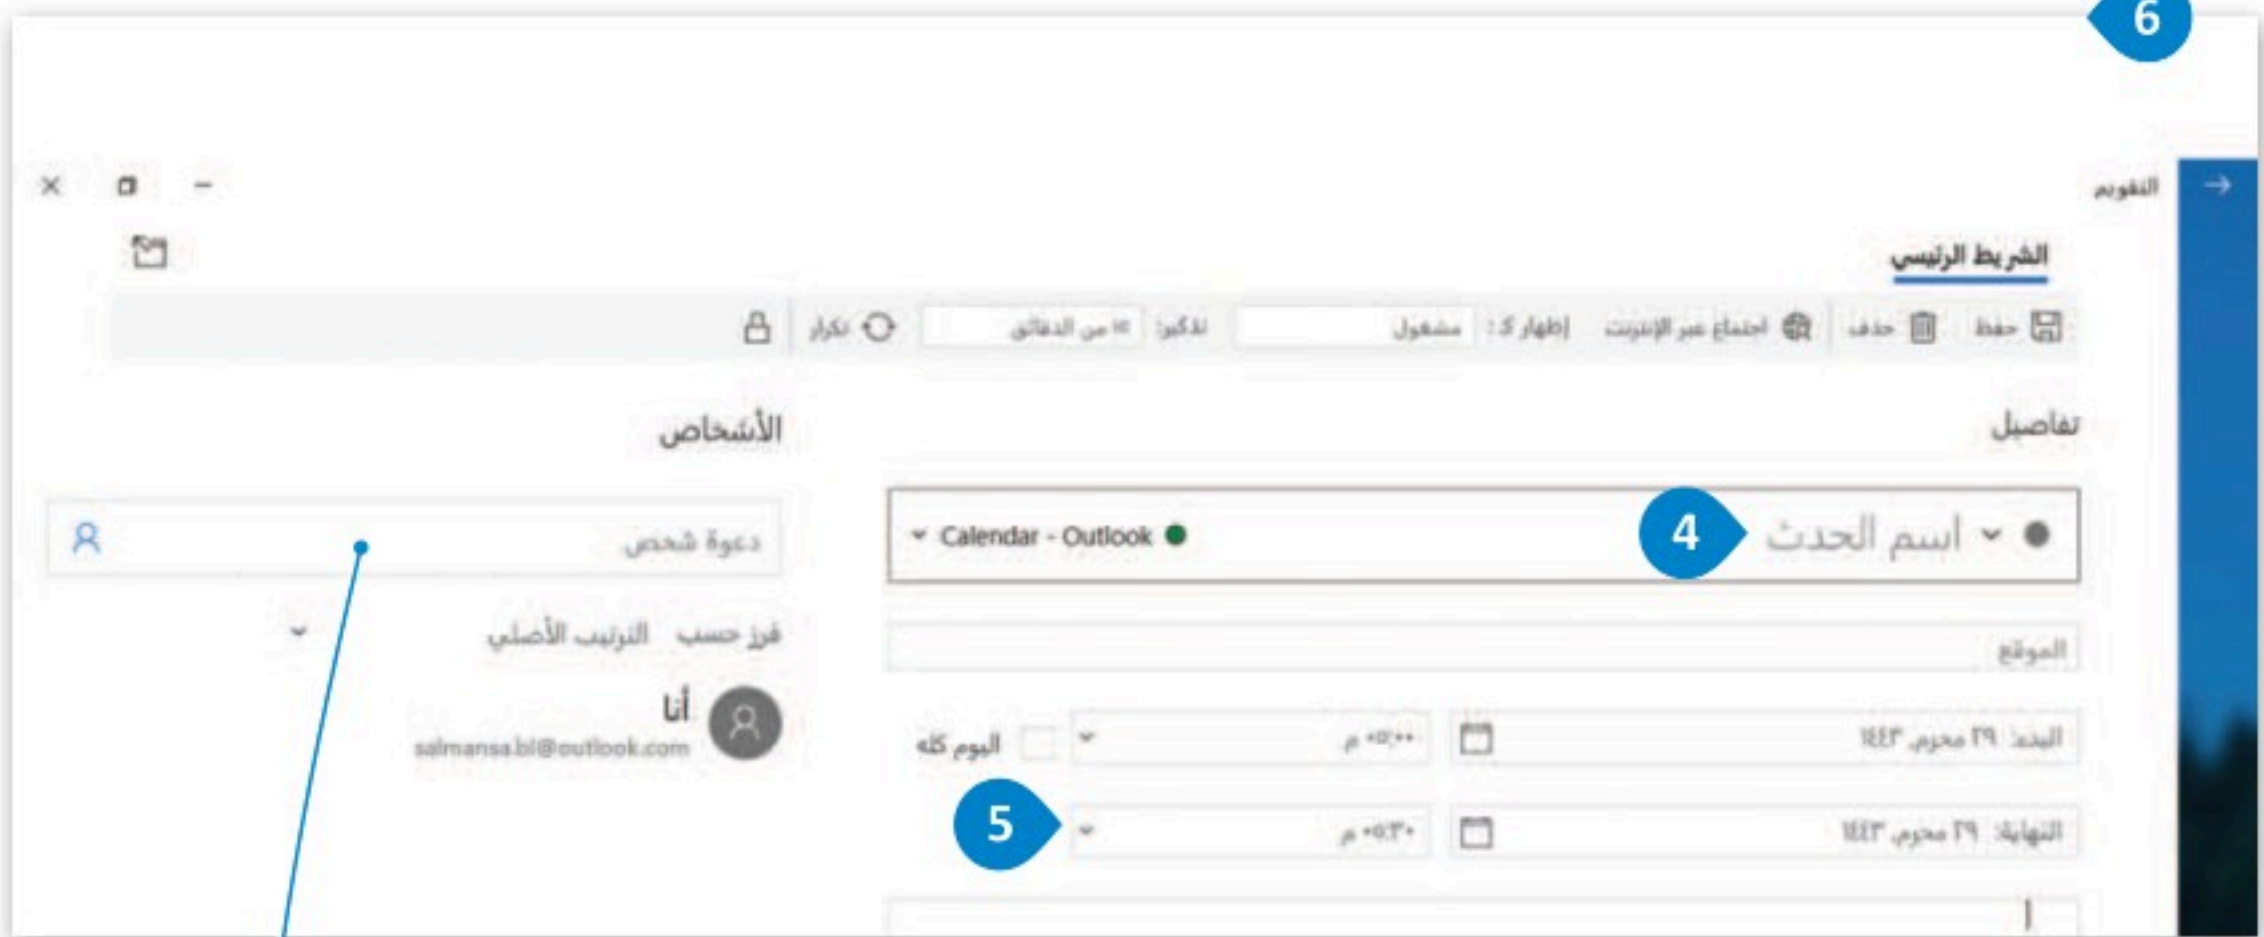 6
التقويم
الشريط الرئيسي
حفظ حذف اجتماع عبر الإنترنت إظهار كـ: مشغول تذكير: ١٥ من الدقائق تكرار
تفاصيل
4
اسم الحدث
Calendar - Outlook
الموقع
البدء: ٢٩ محرم، ١٤٤٣ ٠٥:٠٠ م اليوم كله
النهاية: ٢٩ محرم، ١٤٤٣ ٠٥:٣٠ م
5
الأشخاص
دعوة شخص
فرز حسب الترتيب الأصلي
أنا
salmansa.bl@outlook.com